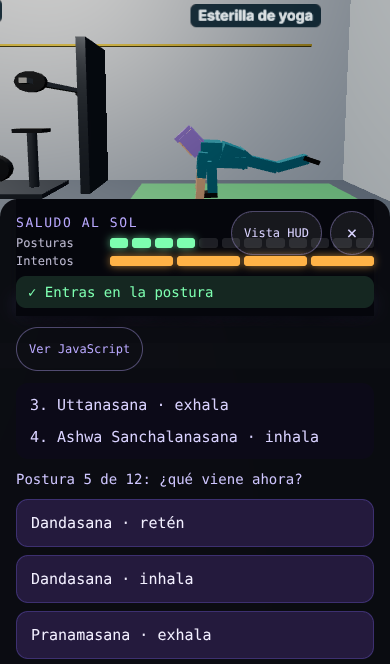 Esterilla de yoga
SALUDO AL SOL
Vista HUD
×
Posturas
Intentos
✓ Entras en la postura
Ver JavaScript
3. Uttanasana · exhala
4. Ashwa Sanchalanasana · inhala
Postura 5 de 12: ¿qué viene ahora?
Dandasana · retén
Dandasana · inhala
Pranamasana · exhala